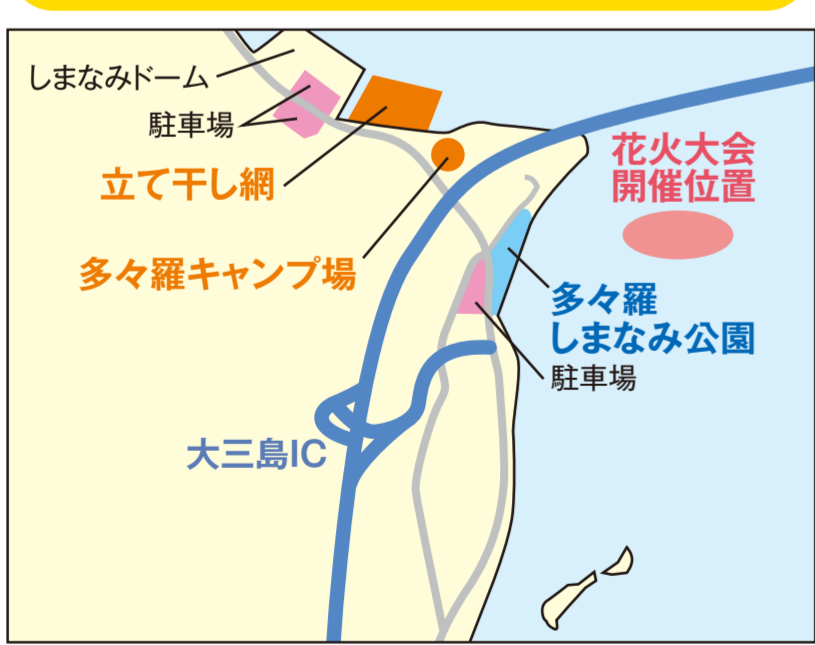 しまなみドーム
駐車場
立て干し網
多々羅キャンプ場
花火大会
開催位置
多々羅
しまなみ公園
駐車場
大三島IC